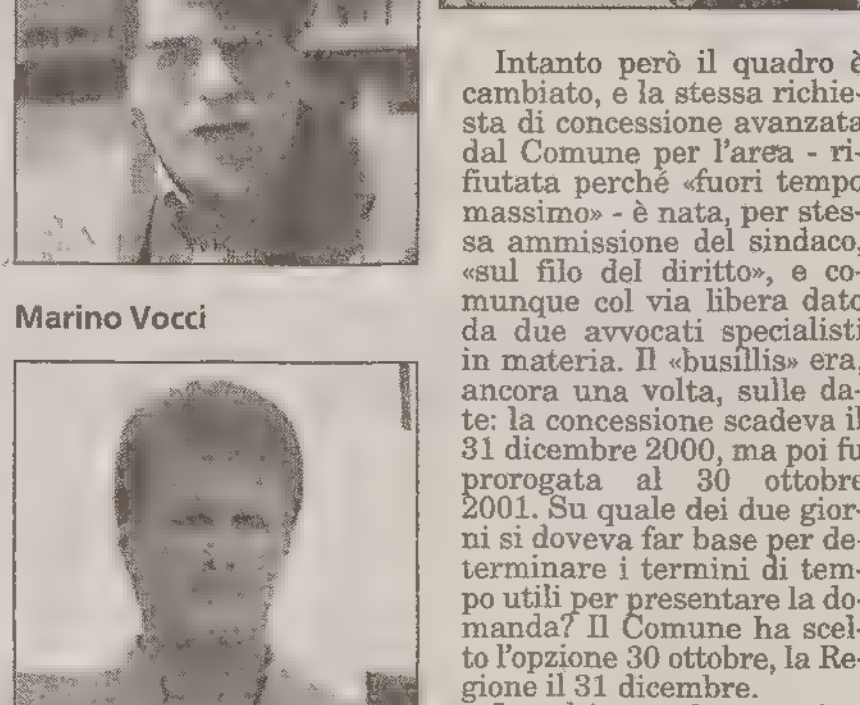 Marino Vocci
Intanto però il quadro è
cambiato, e la stessa richie-
sta di concessione avanzata
dal Comune per l'area - ri-
fiutata perché «fuori tempo
massimo» - è nata, per stes-
sa ammissione del sindaco,
«sul filo del diritto», e co-
munque col via libera dato
da due avvocati specialisti
in materia. Il «busillis» era,
ancora una volta, sulle da-
te: la concessione scadeva il
31 dicembre 2000, ma poi fu
prorogata al 30 ottobre
2001. Su quale dei due gior-
ni si doveva far base per de-
terminare i termini di tem-
po utili per presentare la do-
manda? Il Comune ha scel-
to l'opzione 30 ottobre, la Re-
gione il 31 dicembre.